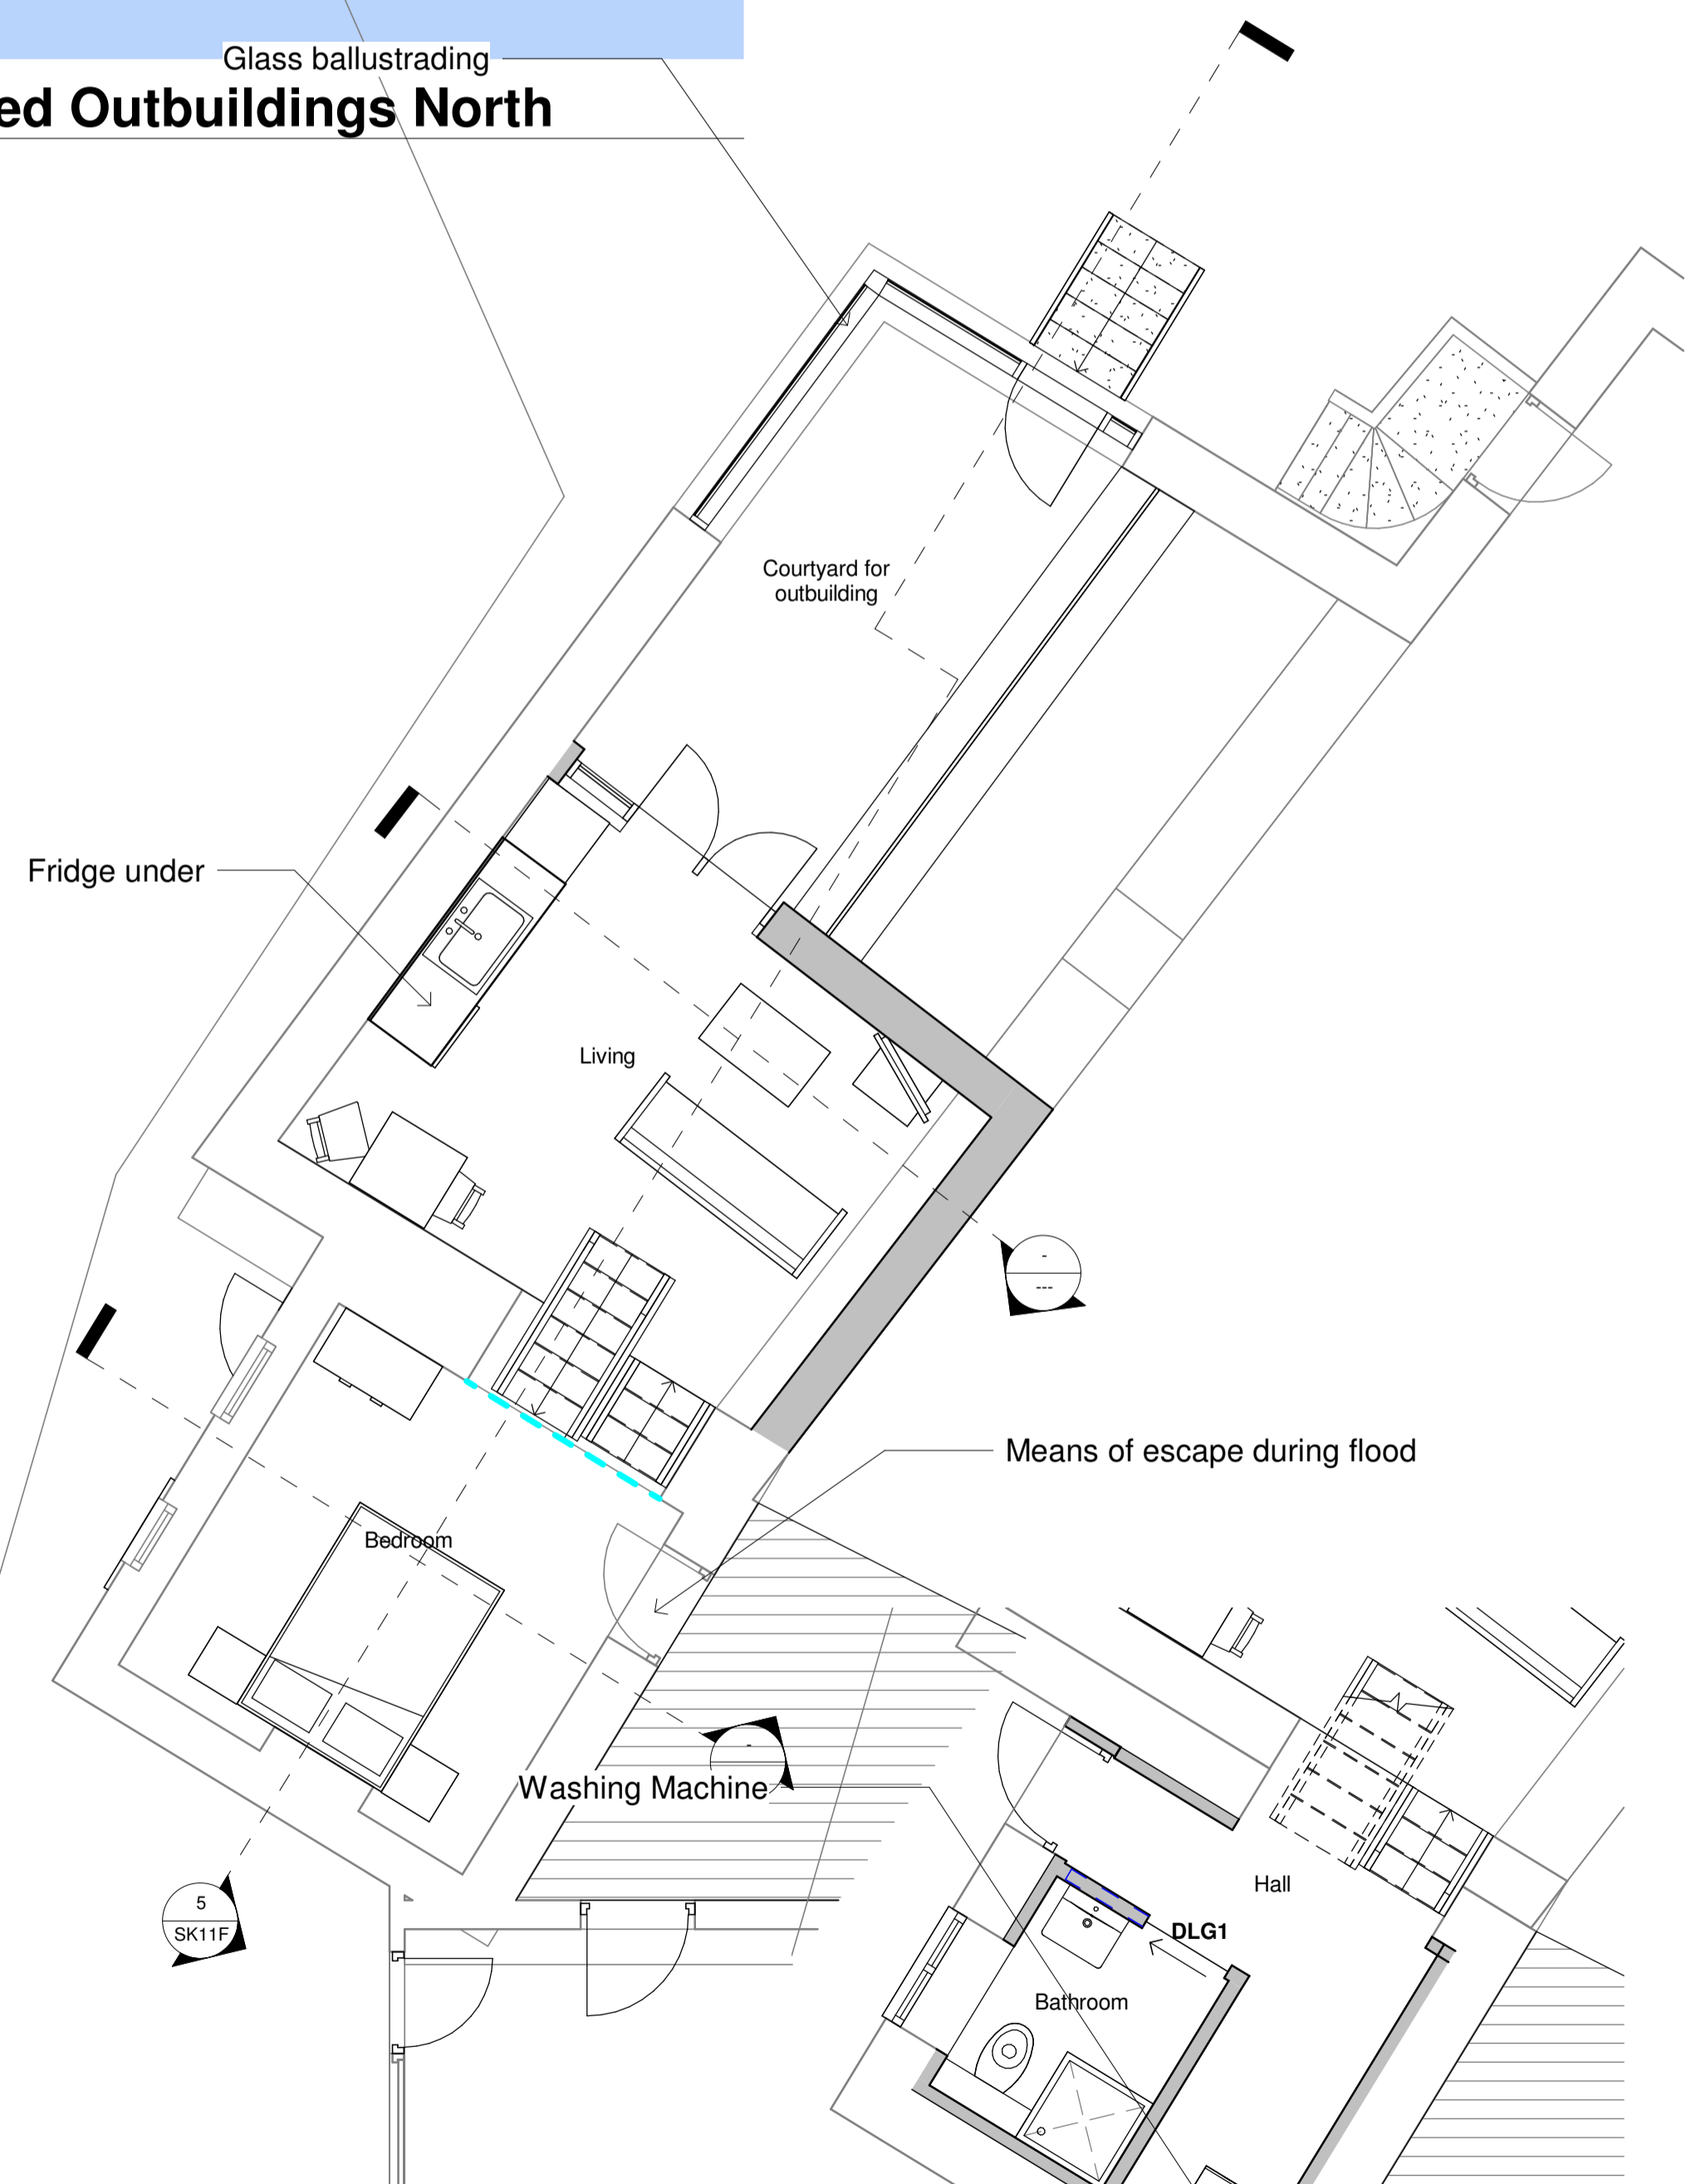 Glass ballustrading
ed Outbuildings North
Courtyard for
outbuilding
Fridge under
Living
-
---
Means of escape during flood
Bedroom
-
Washing Machine
Hall
5
SK11F
DLG1
Bathroom